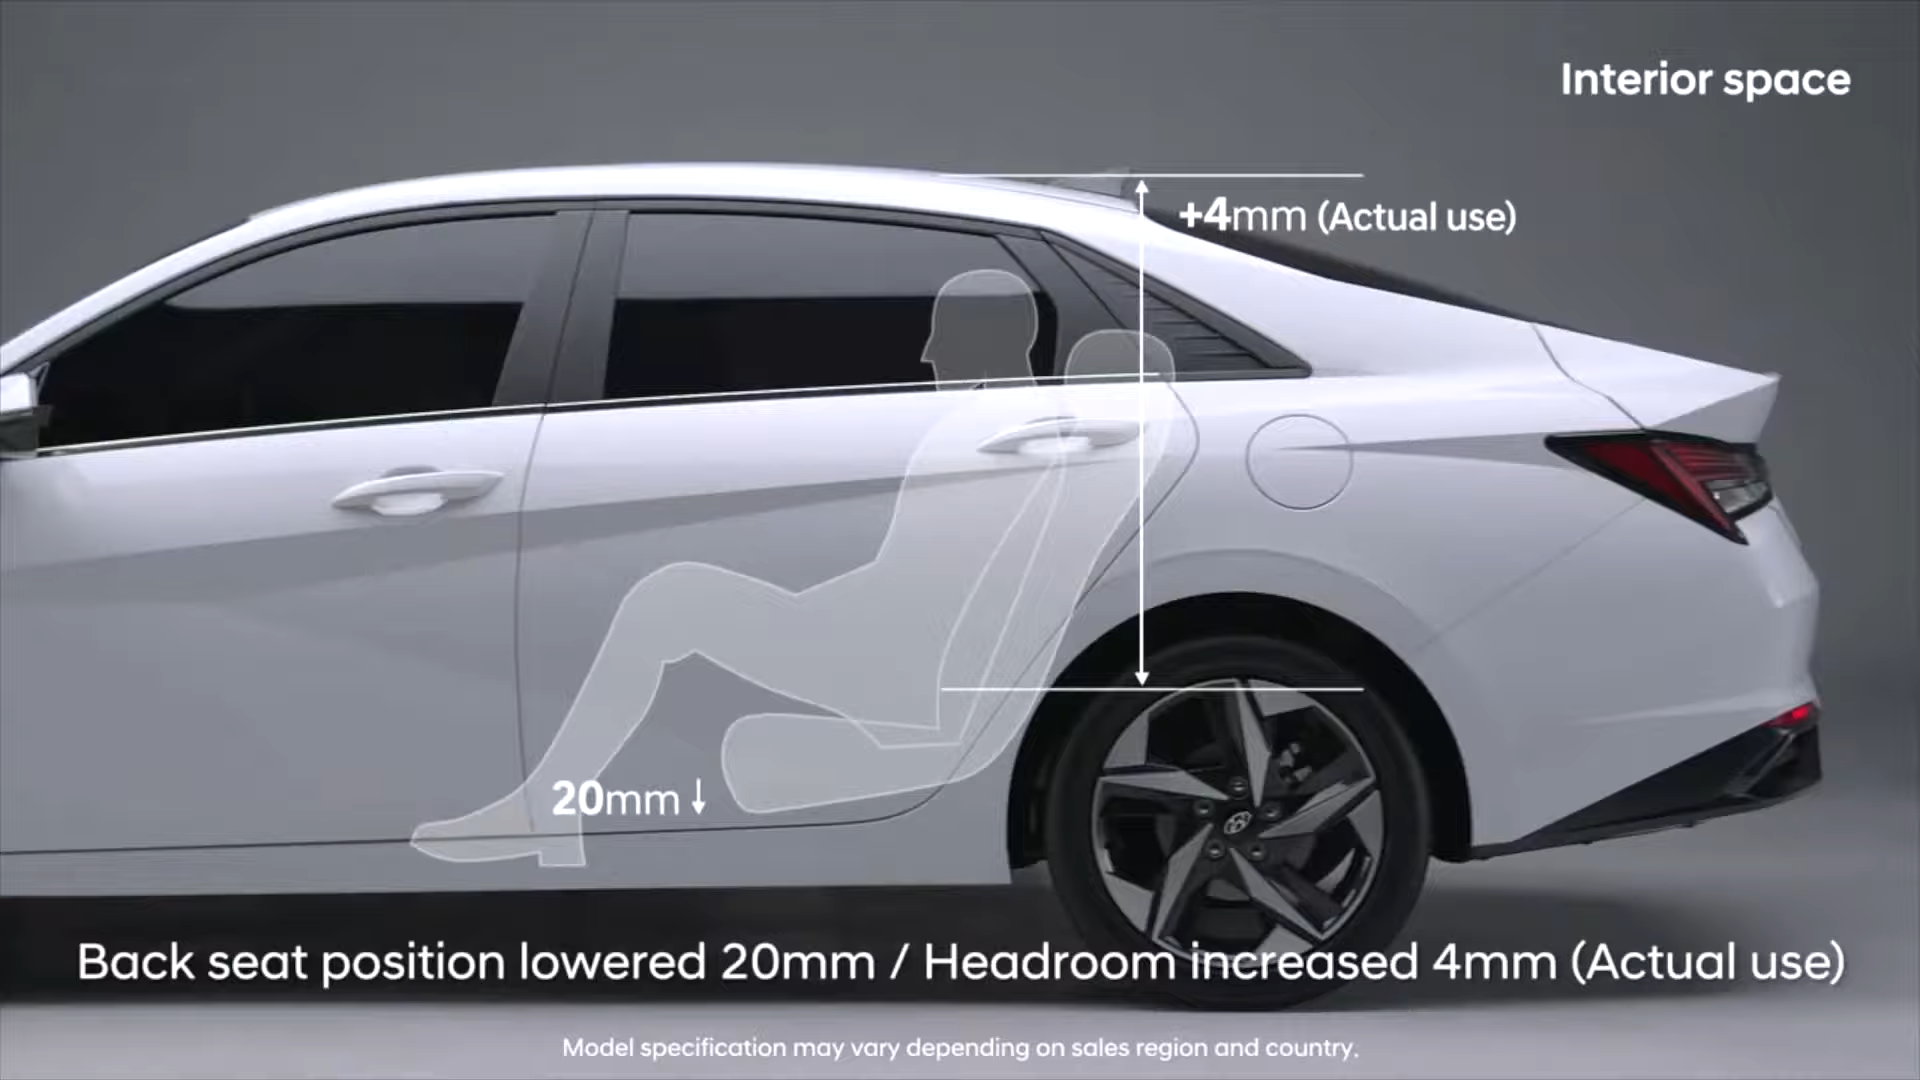 Interior space
+4mm (Actual use)
20mm ↓
Back seat position lowered 20mm / Headroom increased 4mm (Actual use)
Model specification may vary depending on sales region and country.